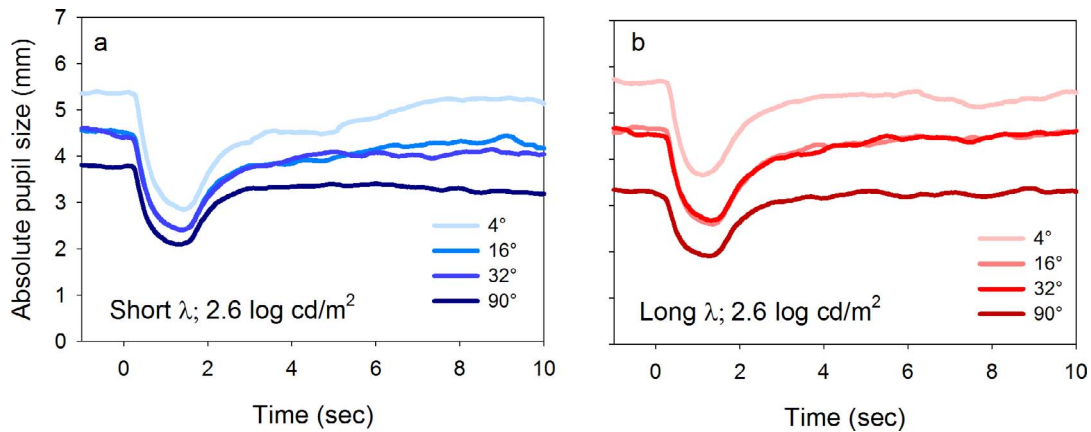 a
b
Absolute pupil size (mm)
7
6
5
4
3
2
1
0
4°
16°
32°
90°
Short λ; 2.6 log cd/m²
0 2 4 6 8 10
Time (sec)
4°
16°
32°
90°
Long λ; 2.6 log cd/m²
0 2 4 6 8 10
Time (sec)